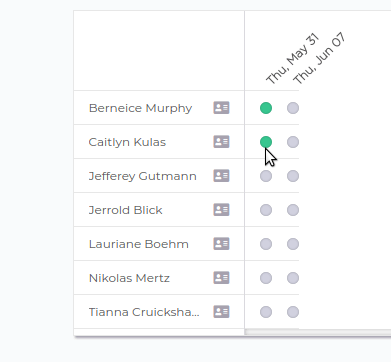 Thu, May 31
Thu, Jun 07
Berneice Murphy
Caitlyn Kulas
Jefferey Gutmann
Jerrold Blick
Lauriane Boehm
Nikolas Mertz
Tianna Cruicksha...